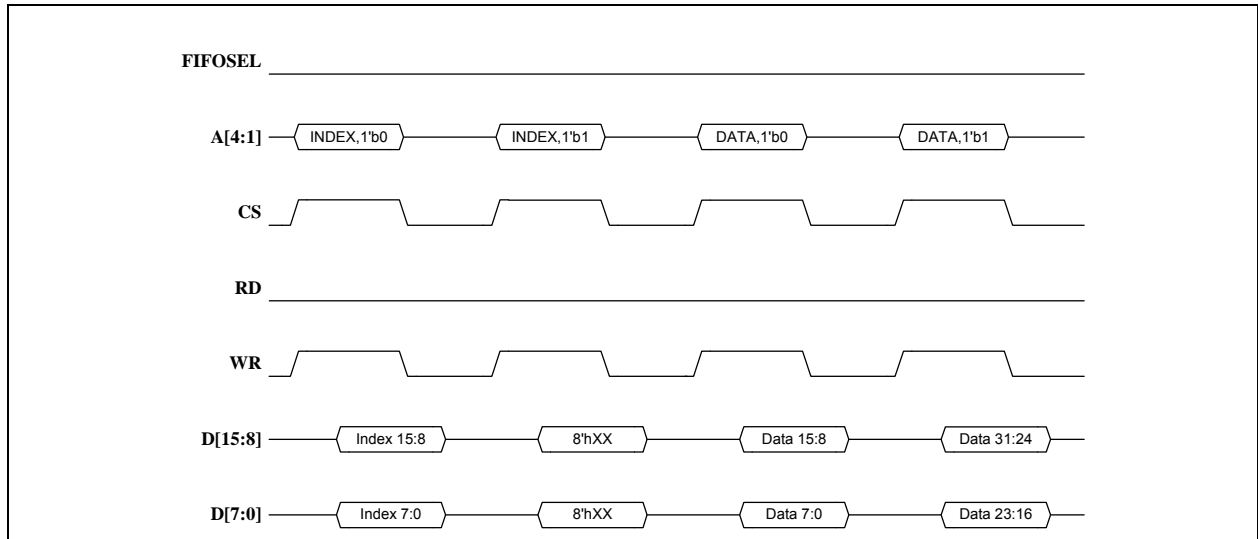 FIFOSEL
A[4:1] INDEX,1'b0 INDEX,1'b1 DATA,1'b0 DATA,1'b1
CS
RD
WR
D[15:8] Index 15:8 8'hXX Data 15:8 Data 31:24
D[7:0] Index 7:0 8'hXX Data 7:0 Data 23:16